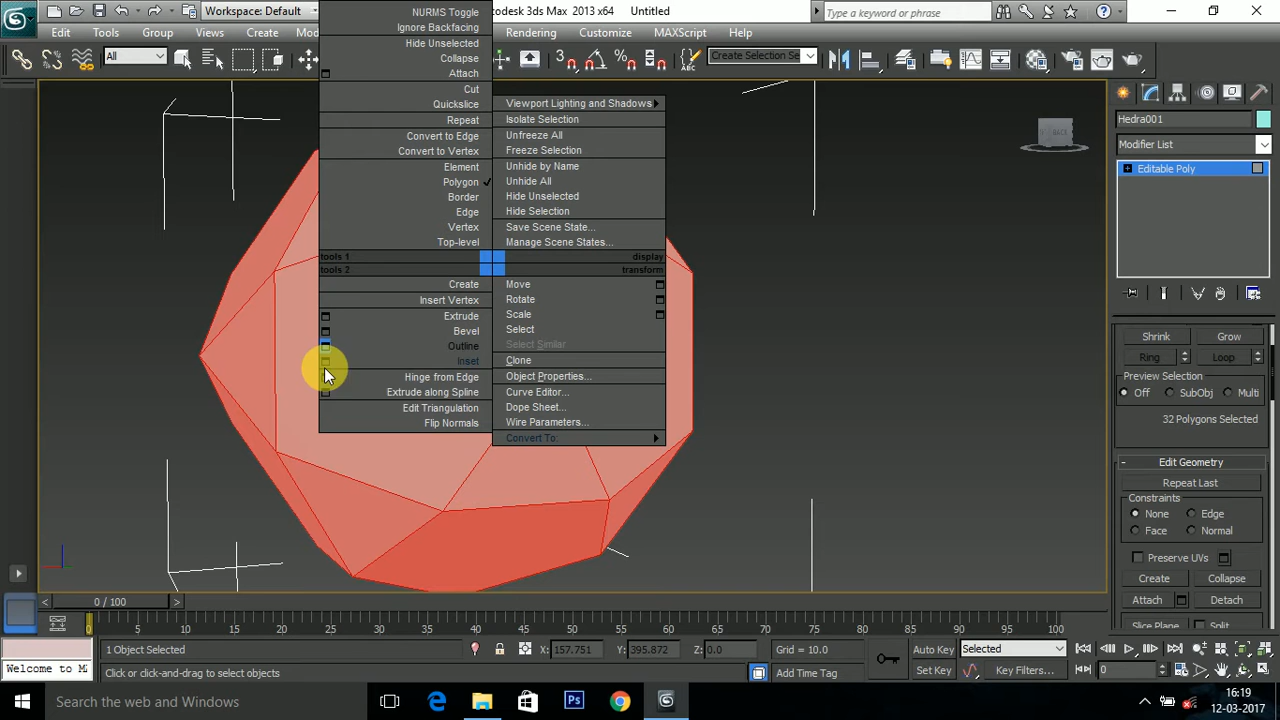 Workspace: Default
Autodesk 3ds Max 2013 x64
Untitled
Type a keyword or phrase
Edit
Tools
Group
Views
Create
Rendering
Customize
MAXScript
Help
All
Create Selection Se
NURMS Toggle
Ignore Backfacing
Hide Unselected
Collapse
Attach
Cut
Quickslice
Repeat
Convert to Edge
Convert to Vertex
Element
Polygon
Border
Edge
Vertex
Top-level
tools 1
tools 2
Create
Insert Vertex
Extrude
Bevel
Outline
Inset
Hinge from Edge
Extrude along Spline
Edit Triangulation
Flip Normals
Viewport Lighting and Shadows
Isolate Selection
Unfreeze All
Freeze Selection
Unhide by Name
Unhide All
Hide Unselected
Hide Selection
Save Scene State...
Manage Scene States...
display
transform
Move
Rotate
Scale
Select
Select Similar
Clone
Object Properties...
Curve Editor...
Dope Sheet...
Wire Parameters...
Convert To:
BACK
Hedra001
Modifier List
Editable Poly
Shrink
Grow
Ring
Loop
Preview Selection
Off
SubObj
Multi
32 Polygons Selected
- Edit Geometry
Repeat Last
Constraints
None
Edge
Face
Normal
Preserve UVs
Create
Collapse
Attach
Detach
Slice Plane
Split
0 / 100
0 5 10 15 20 25 30 35 40 45 50 55 60 65 70 75 80 85 90 95 100
1 Object Selected
X: 157.751
Y: 395.872
Z: 0.0
Grid = 10.0
Auto Key
Selected
Welcome to M
Click or click-and-drag to select objects
Add Time Tag
Set Key
Key Filters...
0
Search the web and Windows
16:19
12-03-2017